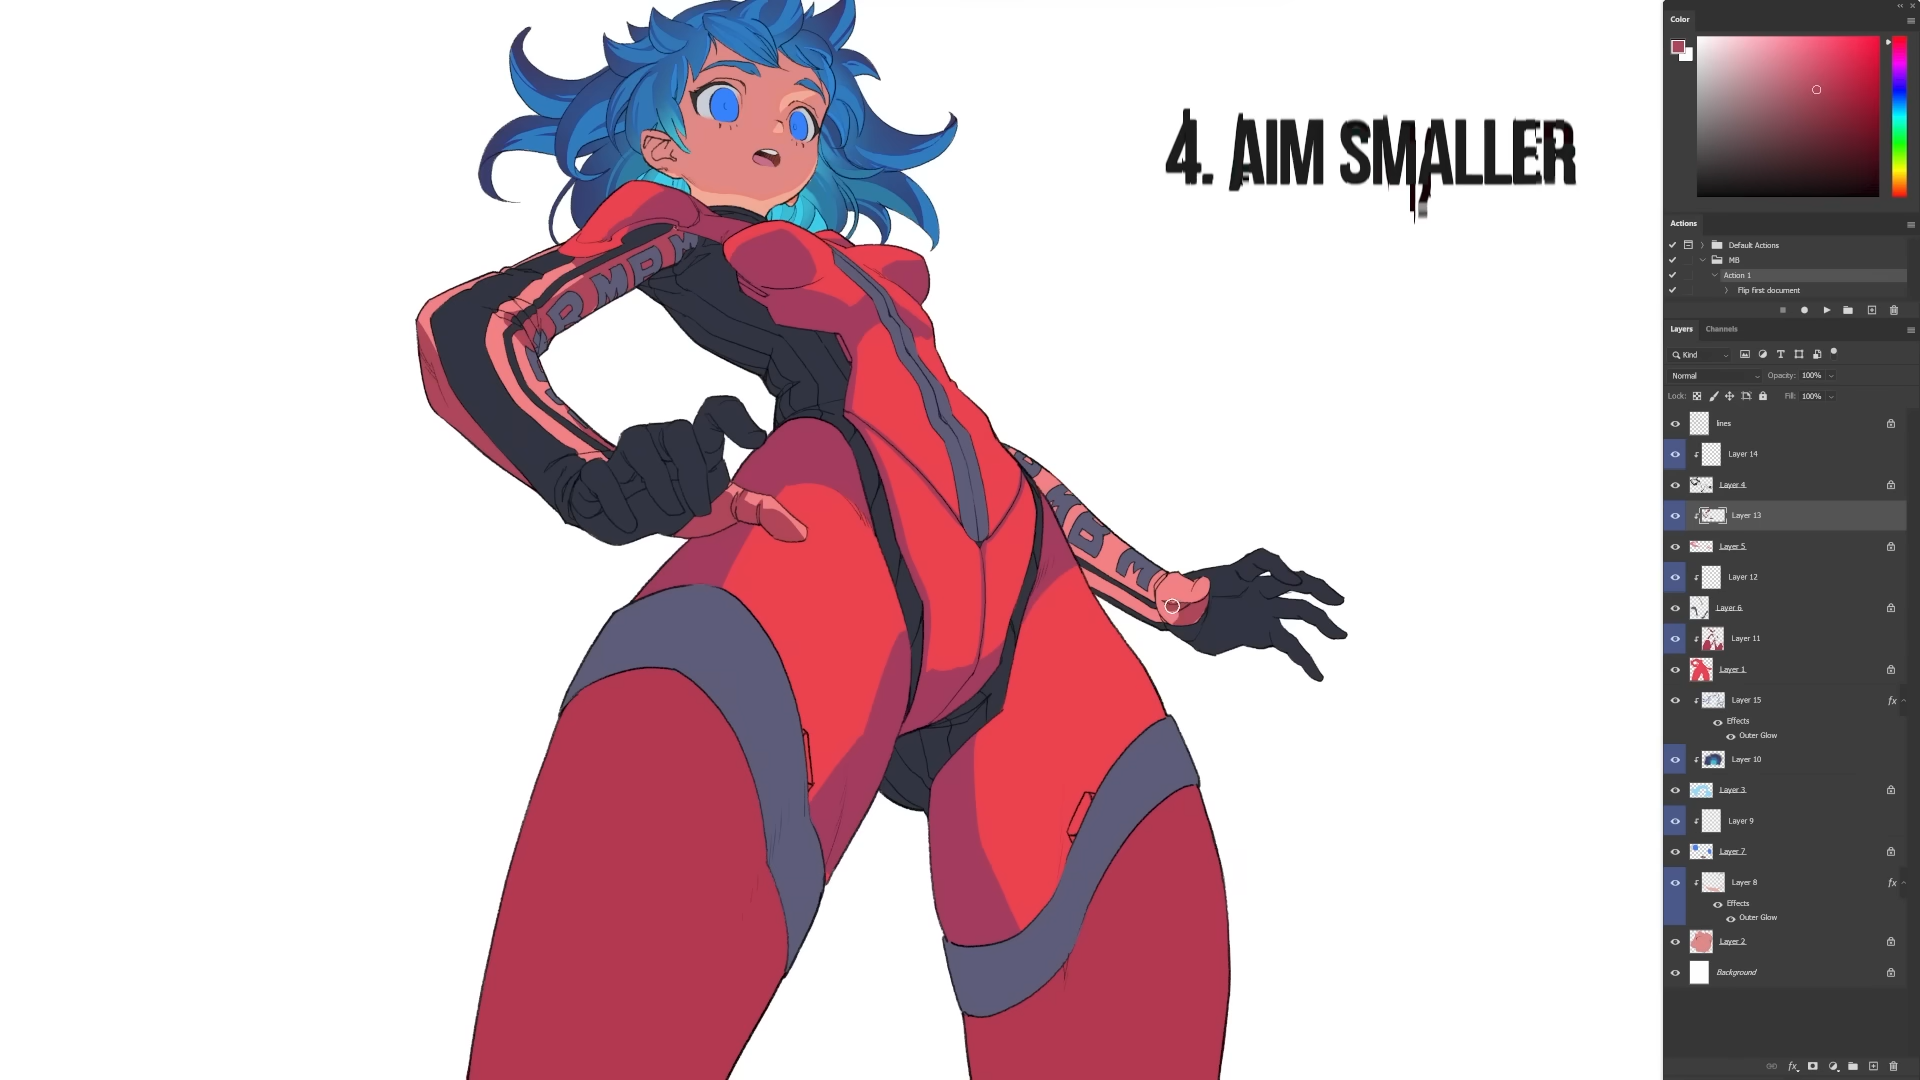 4. AIM SMALLER
Color
Actions
Default Actions
MB
Action 1
Flip first document
Layers Channels
Kind
Normal Opacity: 100%
Lock: Fill: 100%
lines
Layer 14
Layer 4
Layer 13
Layer 5
Layer 12
Layer 6
Layer 11
Layer 1
Layer 15 fx
Effects
Outer Glow
Layer 10
Layer 3
Layer 9
Layer 7
Layer 8 fx
Effects
Outer Glow
Layer 2
Background
fx